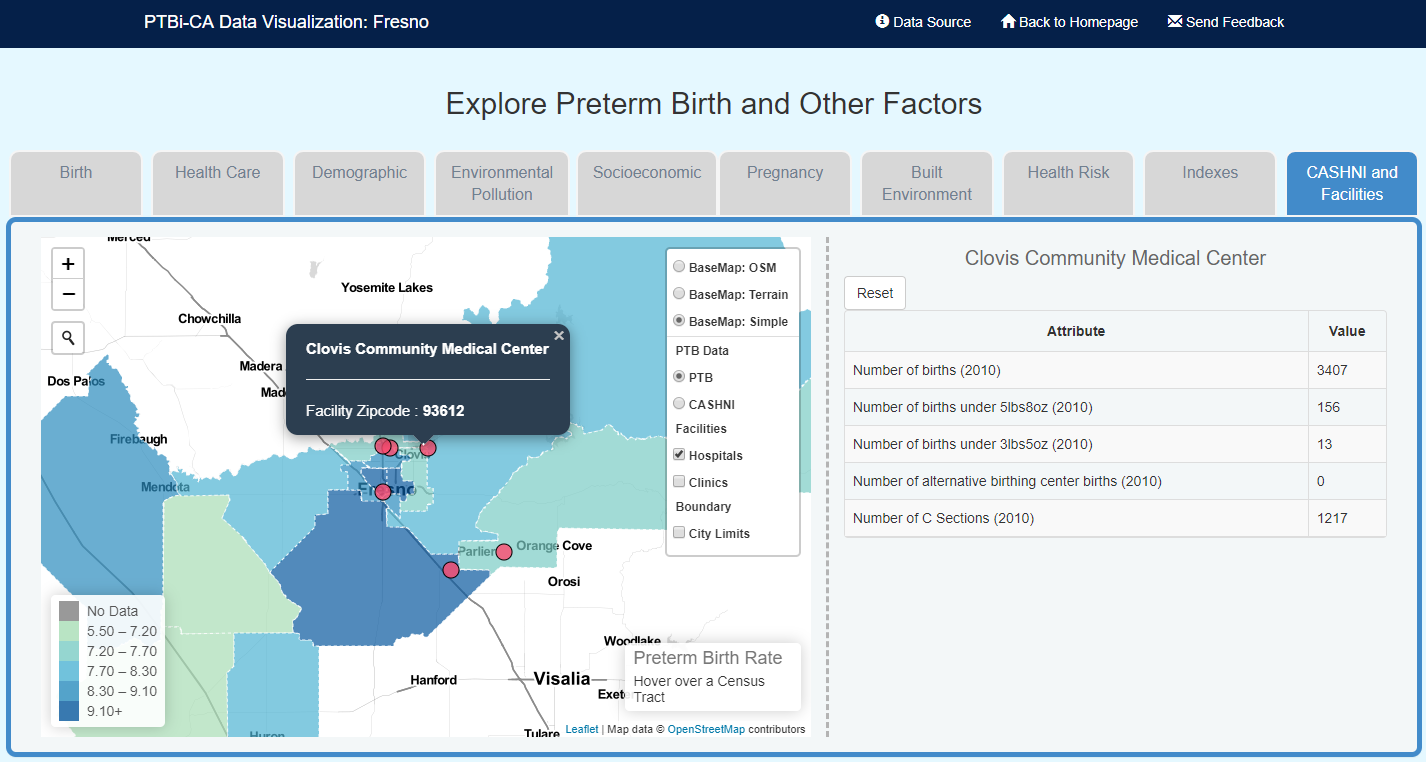 PTBi-CA Data Visualization: Fresno
Data Source
Back to Homepage
Send Feedback
Explore Preterm Birth and Other Factors
Birth
Health Care
Demographic
Environmental
Pollution
Socioeconomic
Pregnancy
Built
Environment
Health Risk
Indexes
CASHNI and
Facilities
+
−
Merced
Yosemite Lakes
Chowchilla
Madera
Dos Palos
Firebaugh
Mendota
Clovis
Fresno
Parlier
Orange Cove
Orosi
Woodlake
Hanford
Visalia
Tulare
Huron
Clovis Community Medical Center
×
Facility Zipcode : 93612
BaseMap: OSM
BaseMap: Terrain
BaseMap: Simple
PTB Data
PTB
CASHNI
Facilities
Hospitals
Clinics
Boundary
City Limits
No Data
5.50 – 7.20
7.20 – 7.70
7.70 – 8.30
8.30 – 9.10
9.10+
Preterm Birth Rate
Hover over a Census
Tract
Leaflet | Map data © OpenStreetMap contributors
Clovis Community Medical Center
Reset
Attribute Value
Number of births (2010) 3407
Number of births under 5lbs8oz (2010) 156
Number of births under 3lbs5oz (2010) 13
Number of alternative birthing center births (2010) 0
Number of C Sections (2010) 1217